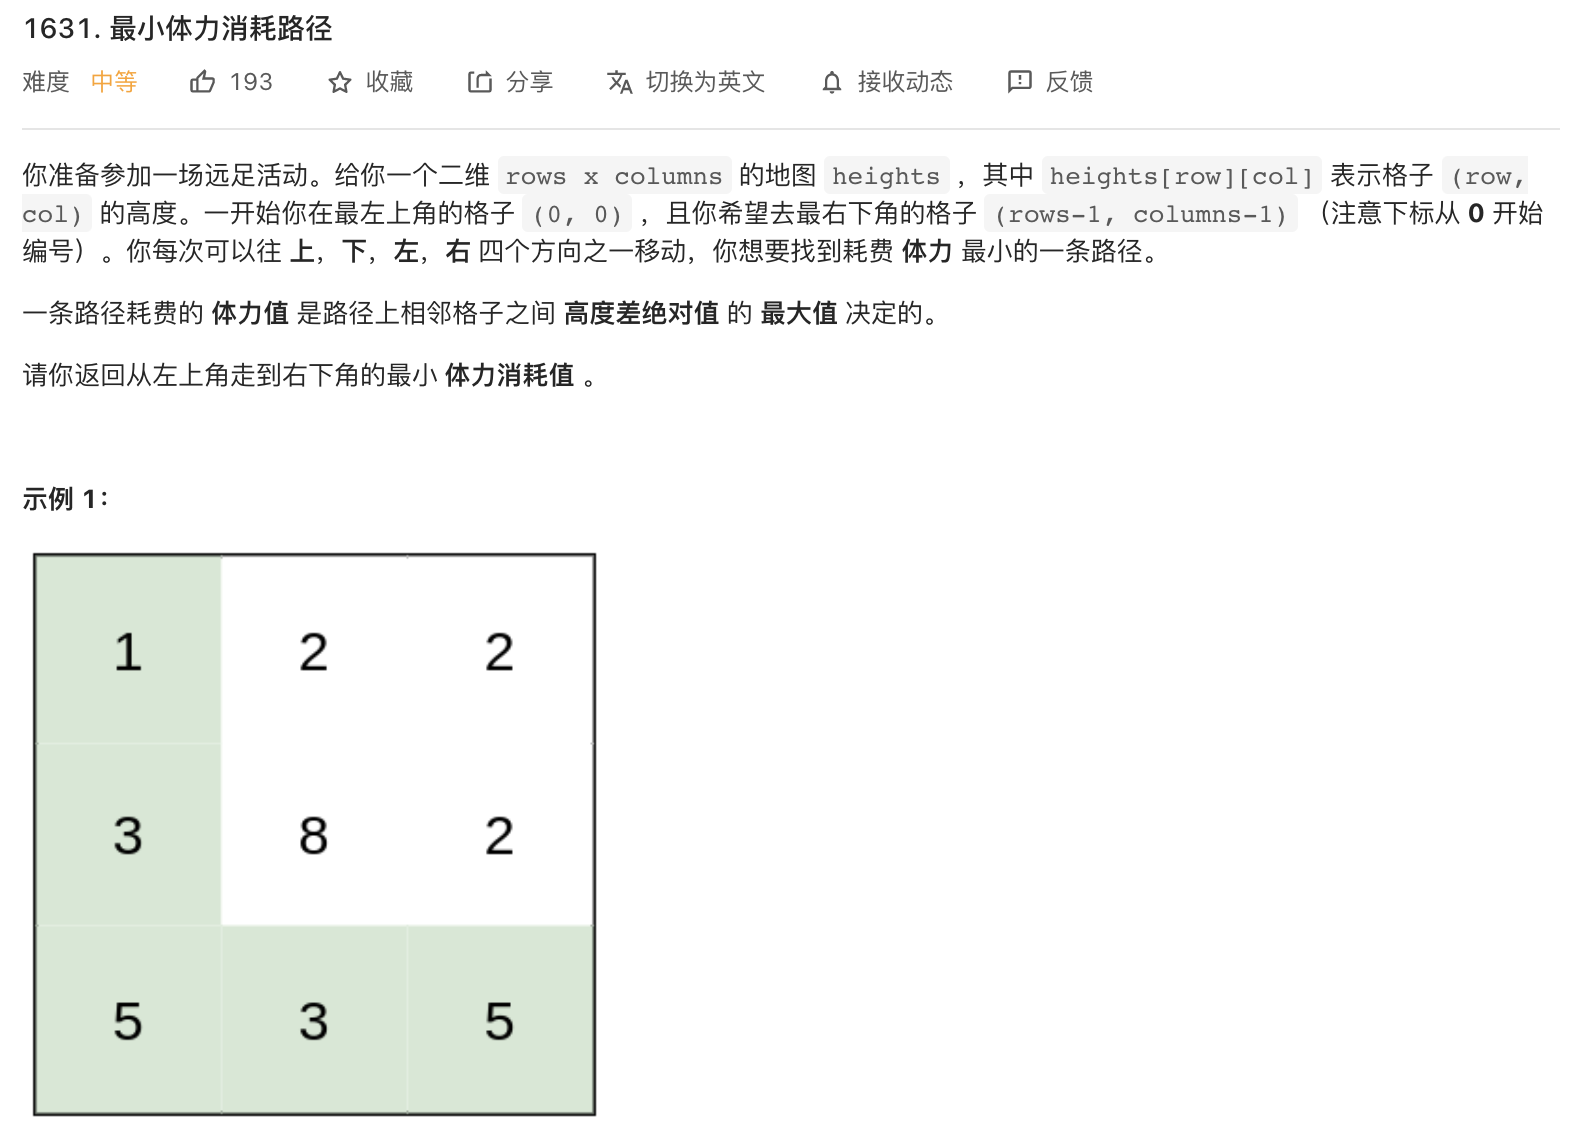 1631. 最小体力消耗路径
难度 中等 193 收藏 分享 切换为英文 接收动态 反馈
你准备参加一场远足活动。给你一个二维 rows x columns 的地图 heights ，其中 heights[row][col] 表示格子 (row,
col) 的高度。一开始你在最左上角的格子 (0, 0) ，且你希望去最右下角的格子 (rows-1, columns-1) （注意下标从 0 开始
编号）。你每次可以往 上，下，左，右 四个方向之一移动，你想要找到耗费 体力 最小的一条路径。
一条路径耗费的 体力值 是路径上相邻格子之间 高度差绝对值 的 最大值 决定的。
请你返回从左上角走到右下角的最小 体力消耗值 。
示例 1：
1 2 2
3 8 2
5 3 5